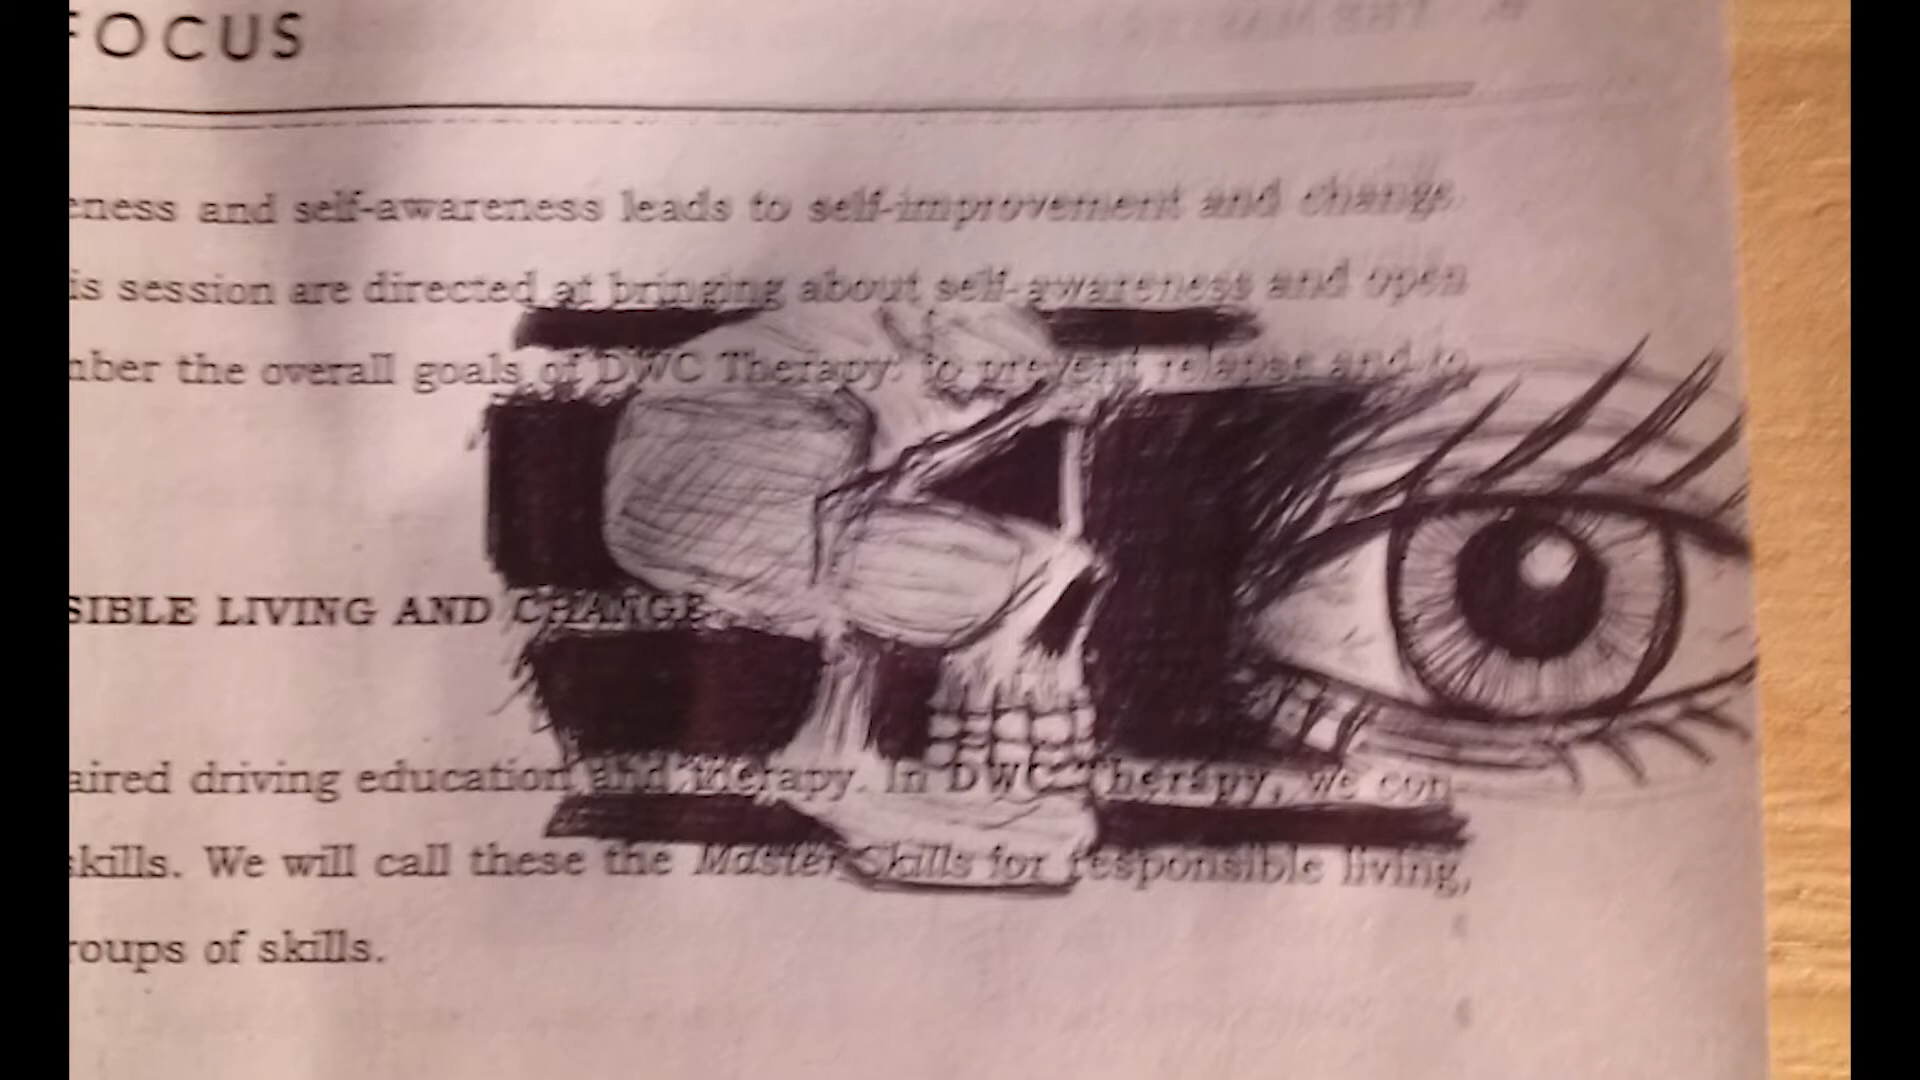 FOCUS
eness and self-awareness leads to self-improvement and change.
is session are directed at bringing about self-awareness and open
nber the overall goals of DWC Therapy: to prevent relapse and to
SIBLE LIVING AND CHANGE
aired driving education and therapy. In DWC Therapy, we con-
skills. We will call these the Master Skills for responsible living,
roups of skills.